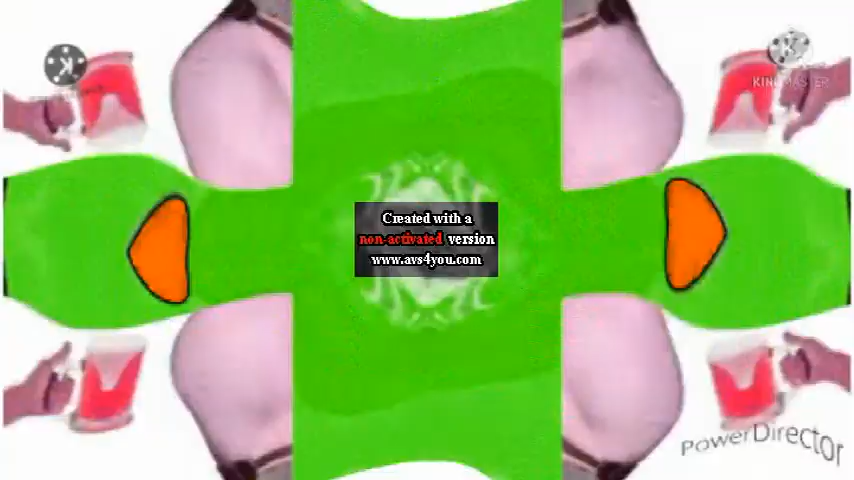 KINEMASTER
Created with a
non-activated version
www.avs4you.com
PowerDirector